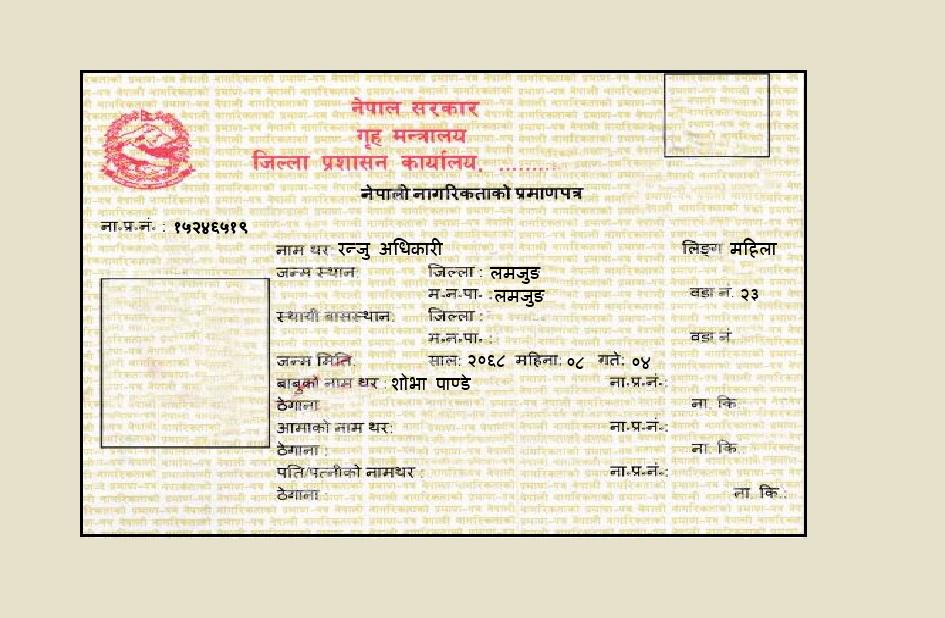 नेपाल सरकार
गृह मन्त्रालय
जिल्ला प्रशासन कार्यालय, ........
नेपाली नागरिकताको प्रमाणपत्र
ना.प्र.नं. : १५२४६५१९
नाम थर: रन्जु अधिकारी लिङ्ग महिला
जन्म स्थान: जिल्ला : लमजुङ
म.न.पा. :लमजुङ वडा नं. २३
स्थायी बासस्थान: जिल्ला :
म.न.पा. : वडा नं
जन्म मिति: साल: २०६८ महिना: ०८ गते: ०४
बाबुको नाम थर : शोभा पाण्डे ना.प्र.नं.:
ठेगाना ना. कि.
आमाको नाम थर: ना.प्र.नं.:
ठेगाना : ना. कि.
पति/पत्नीको नामथर : ना.प्र.नं.:
ठेगाना : ना. कि.: